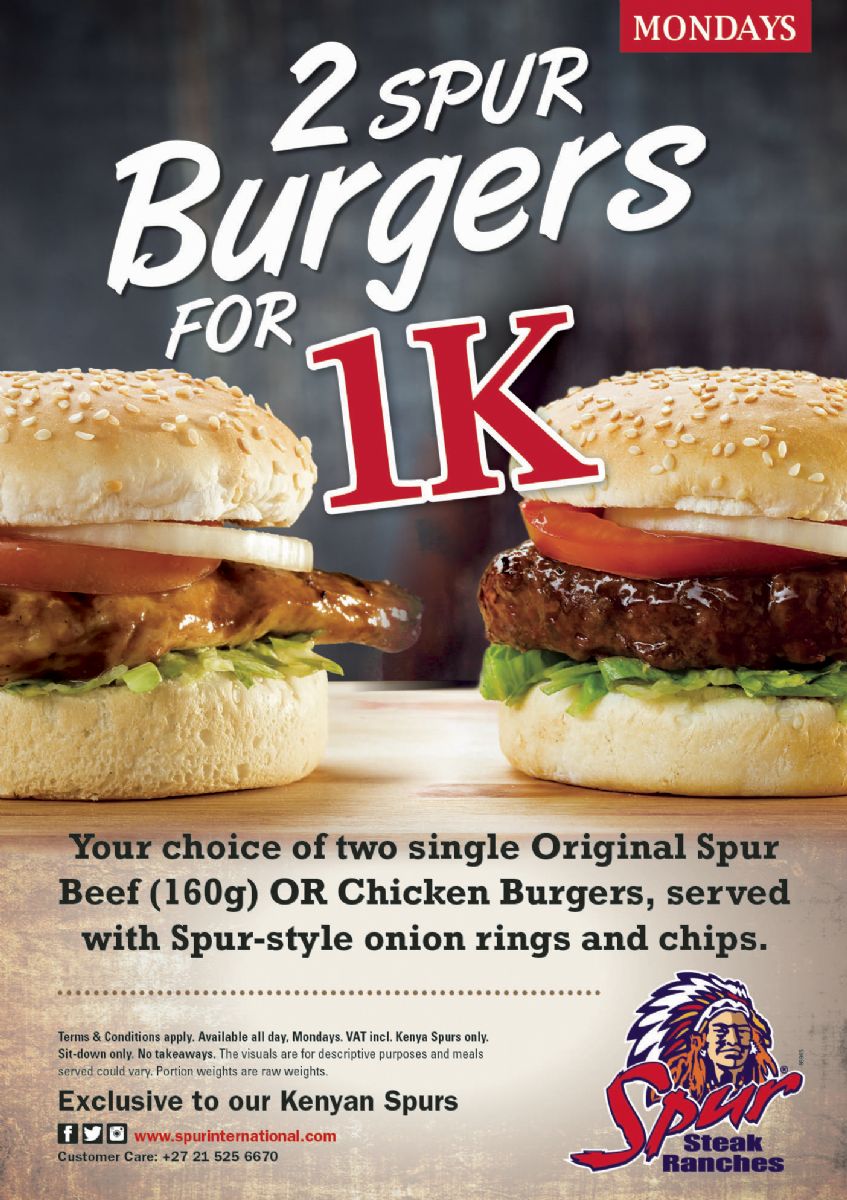 MONDAYS
2 SPUR
Burgers
FOR
1K
Your choice of two single Original Spur
Beef (160g) OR Chicken Burgers, served
with Spur-style onion rings and chips.
Terms & Conditions apply. Available all day, Mondays. VAT incl. Kenya Spurs only.
Sit-down only. No takeaways. The visuals are for descriptive purposes and meals
served could vary. Portion weights are raw weights.
Exclusive to our Kenyan Spurs
www.spurinternational.com
Customer Care: +27 21 525 6670
Spur®
Steak
Ranches